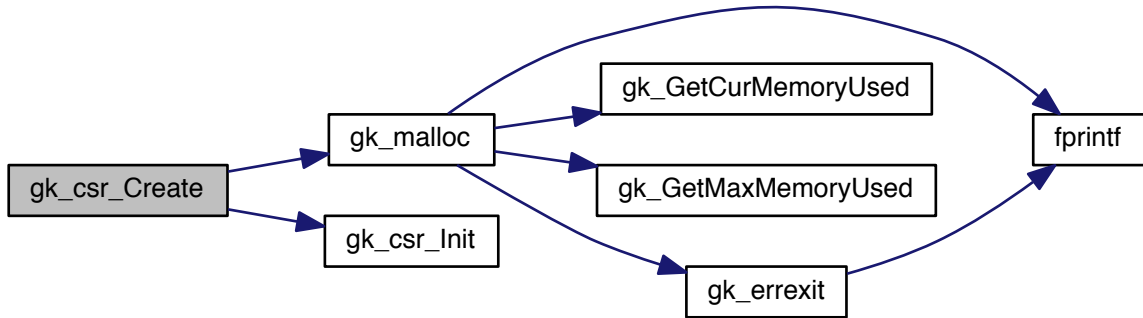 gk_csr_Create
gk_malloc
gk_csr_Init
gk_GetCurMemoryUsed
gk_GetMaxMemoryUsed
gk_errexit
fprintf